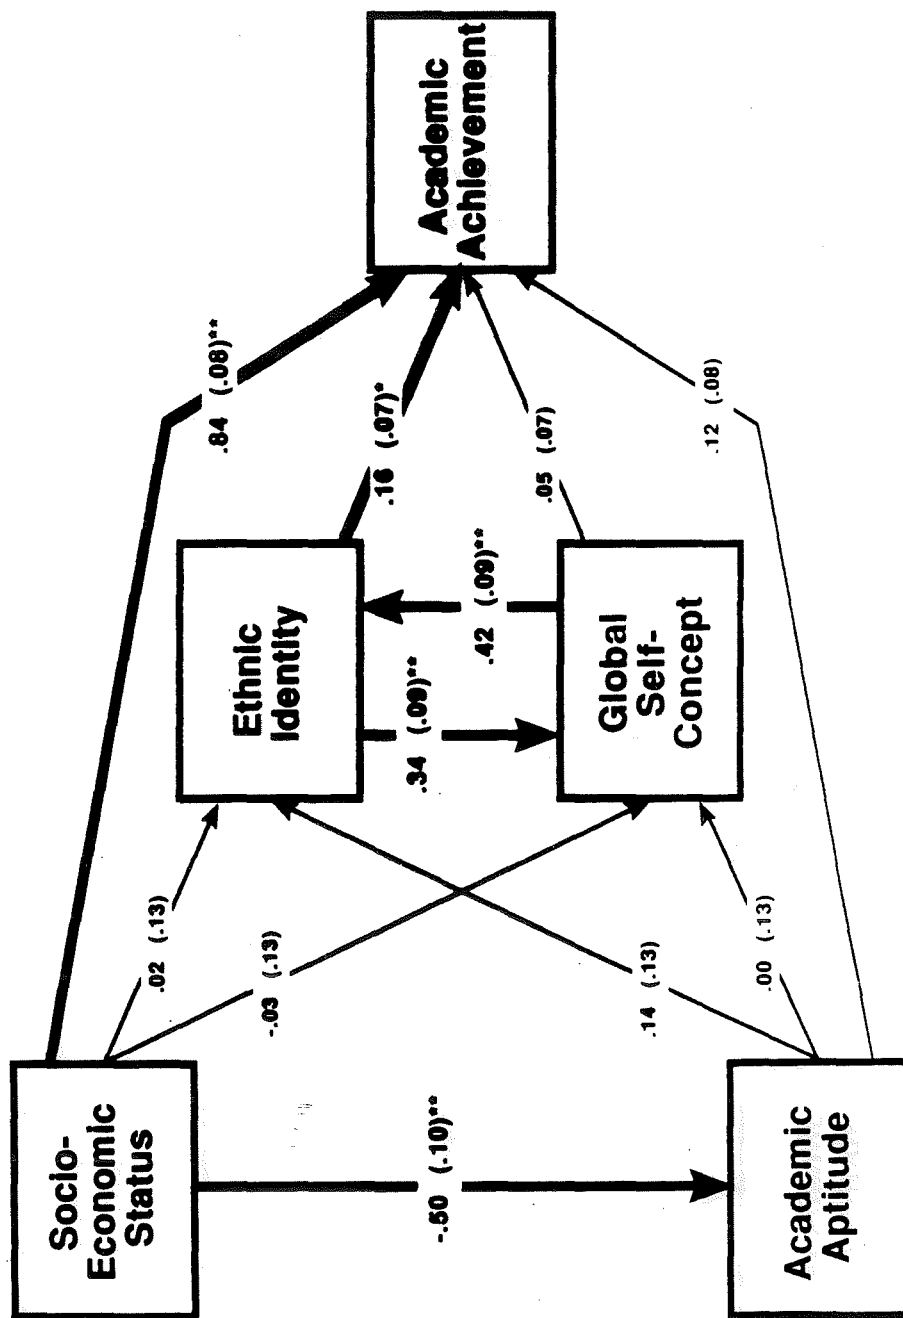 Socio-
Economic
Status
Academic
Aptitude
Ethnic
Identity
Global
Self-
Concept
Academic
Achievement
.84 (.08)**
.16 (.07)*
.05 (.07)
.12 (.08)
.34 (.09)**
.42 (.09)**
.02 (.13)
-.03 (.13)
.14 (.13)
.00 (.13)
-.50 (.10)**